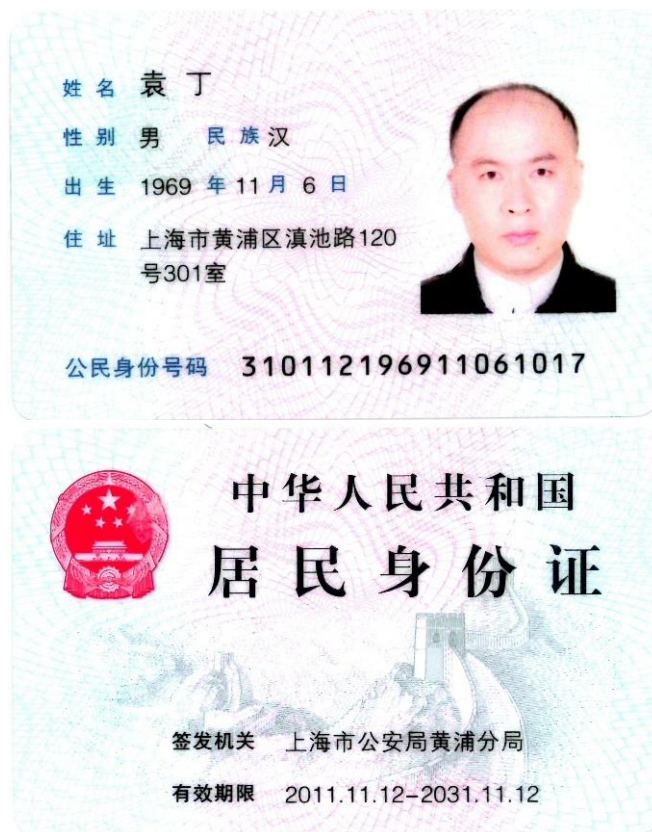 姓名 袁丁
性别 男 民族 汉
出生 1969 年 11 月 6 日
住址 上海市黄浦区滇池路120
号301室
公民身份号码 310112196911061017
中华人民共和国
居民身份证
签发机关 上海市公安局黄浦分局
有效期限 2011.11.12-2031.11.12